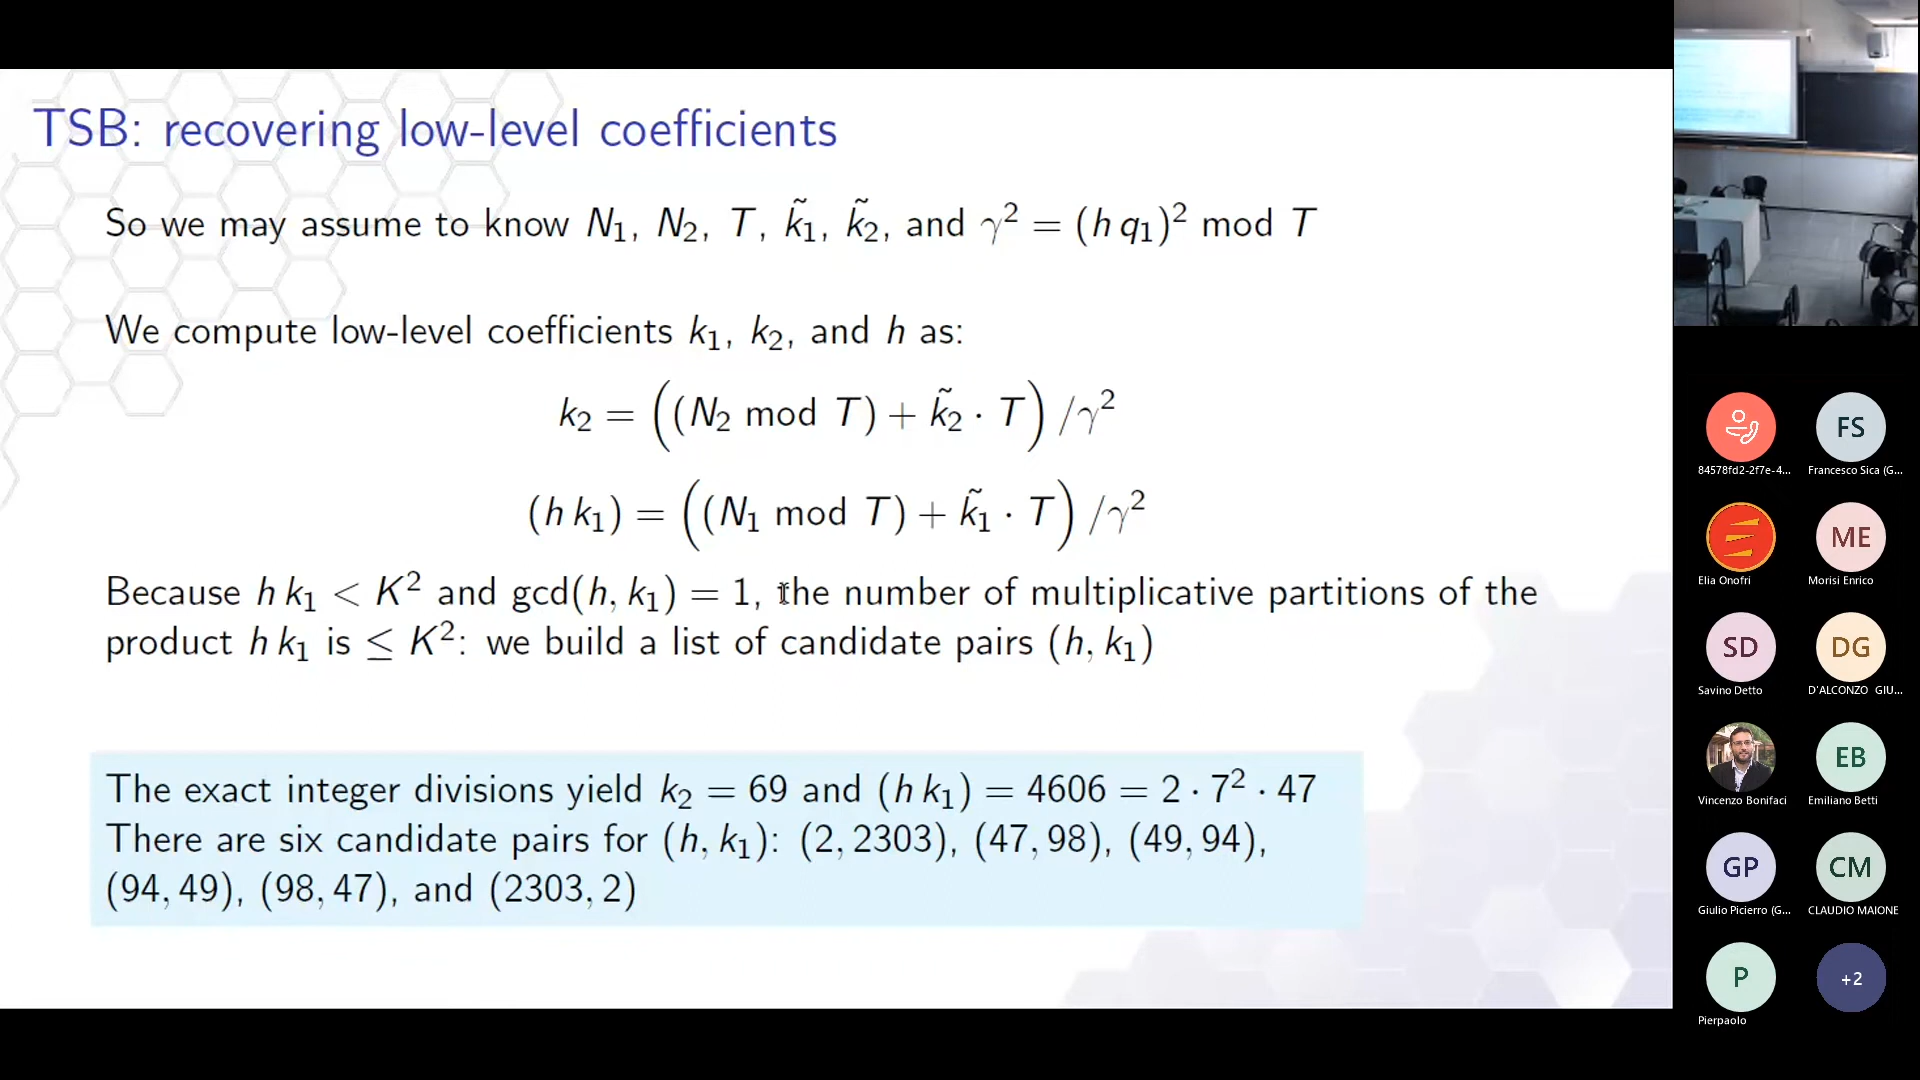 TSB: recovering low-level coefficients
So we may assume to know N₁, N₂, T, k̃₁, k̃₂, and γ² = (h q₁)² mod T
We compute low-level coefficients k₁, k₂, and h as:
k₂ = ((N₂ mod T) + k̃₂ · T) /γ²
(h k₁) = ((N₁ mod T) + k̃₁ · T) /γ²
Because h k₁ < K² and gcd(h, k₁) = 1, the number of multiplicative partitions of the
product h k₁ is ≤ K²: we build a list of candidate pairs (h, k₁)
The exact integer divisions yield k₂ = 69 and (h k₁) = 4606 = 2 · 7² · 47
There are six candidate pairs for (h, k₁): (2, 2303), (47, 98), (49, 94),
(94, 49), (98, 47), and (2303, 2)
84578fd2-2f7e-4...
FS
Francesco Sica (G...
Elia Onofri
ME
Morisi Enrico
SD
Savino Detto
DG
D'ALCONZO GIU...
Vincenzo Bonifaci
EB
Emiliano Betti
GP
Giulio Picierro (G...
CM
CLAUDIO MAIONE
P
Pierpaolo
+2